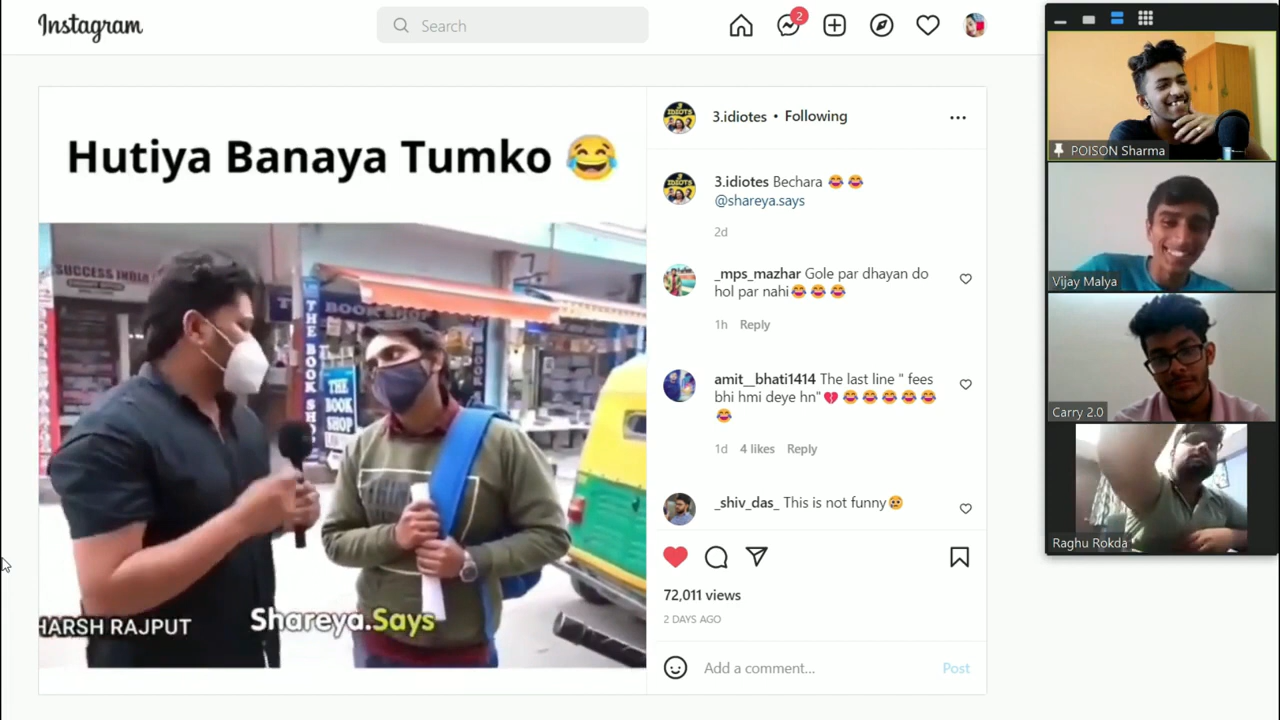 Instagram
Search
2
Hutiya Banaya Tumko 😂
SUCCESS INDIA
THE BOOK SHOP
BOOK SHOP
THE
BOOK
SHOP
HARSH RAJPUT
Shareya.Says
3.idiotes • Following
3.idiotes Bechara 😂 😂
@shareya.says
2d
_mps_mazhar Gole par dhayan do
hol par nahi😂 😂 😂
1h Reply
amit__bhati1414 The last line " fees
bhi hmi deye hn"💔 😂 😂 😂 😂 😂
😂
1d 4 likes Reply
_shiv_das_ This is not funny😢
72,011 views
2 DAYS AGO
Add a comment... Post
POISON Sharma
Vijay Malya
Carry 2.0
Raghu Rokda